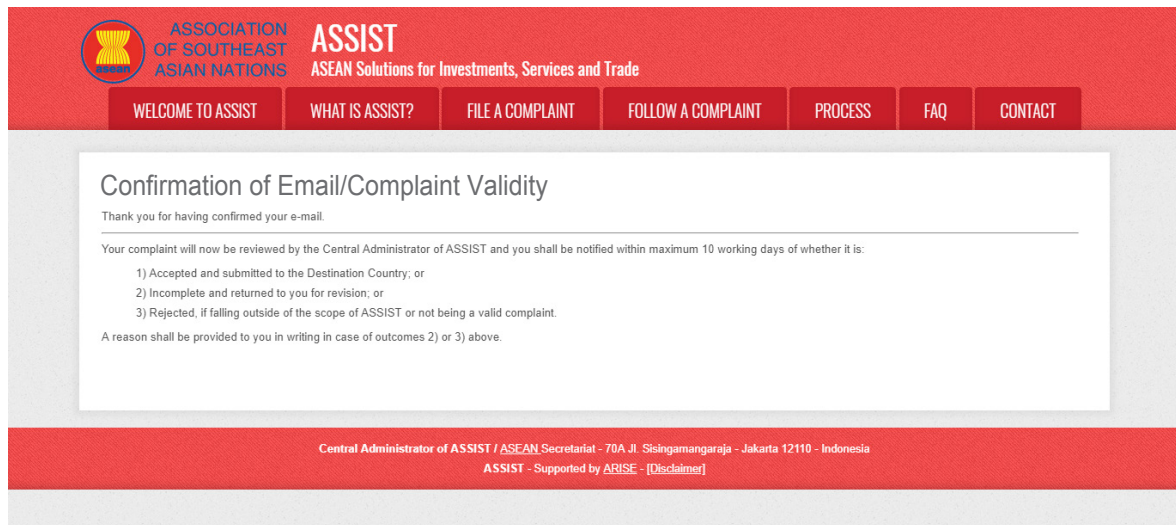 ASSOCIATION
OF SOUTHEAST
ASIAN NATIONS
asean
ASSIST
ASEAN Solutions for Investments, Services and Trade
WELCOME TO ASSIST WHAT IS ASSIST? FILE A COMPLAINT FOLLOW A COMPLAINT PROCESS FAQ CONTACT
Confirmation of Email/Complaint Validity
Thank you for having confirmed your e-mail.
Your complaint will now be reviewed by the Central Administrator of ASSIST and you shall be notified within maximum 10 working days of whether it is:
1) Accepted and submitted to the Destination Country; or
2) Incomplete and returned to you for revision; or
3) Rejected, if falling outside of the scope of ASSIST or not being a valid complaint.
A reason shall be provided to you in writing in case of outcomes 2) or 3) above.
Central Administrator of ASSIST / ASEAN Secretariat - 70A Jl. Sisingamangaraja - Jakarta 12110 - Indonesia
ASSIST - Supported by ARISE - [Disclaimer]